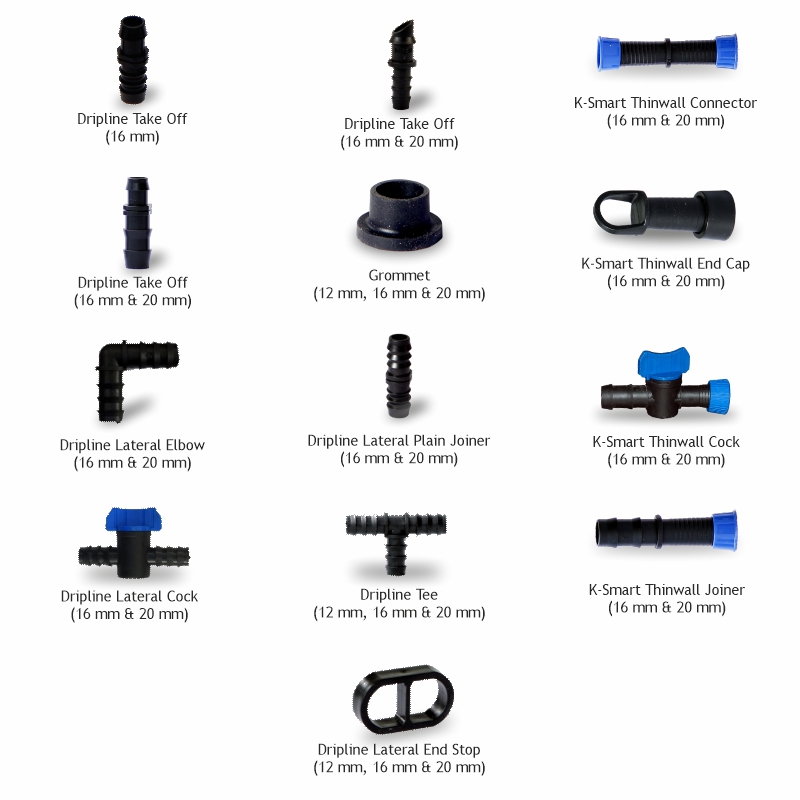 Dripline Take Off
(16 mm)
Dripline Take Off
(16 mm & 20 mm)
K-Smart Thinwall Connector
(16 mm & 20 mm)
Dripline Take Off
(16 mm & 20 mm)
Grommet
(12 mm, 16 mm & 20 mm)
K-Smart Thinwall End Cap
(16 mm & 20 mm)
Dripline Lateral Elbow
(16 mm & 20 mm)
Dripline Lateral Plain Joiner
(16 mm & 20 mm)
K-Smart Thinwall Cock
(16 mm & 20 mm)
Dripline Lateral Cock
(16 mm & 20 mm)
Dripline Tee
(12 mm, 16 mm & 20 mm)
K-Smart Thinwall Joiner
(16 mm & 20 mm)
Dripline Lateral End Stop
(12 mm, 16 mm & 20 mm)